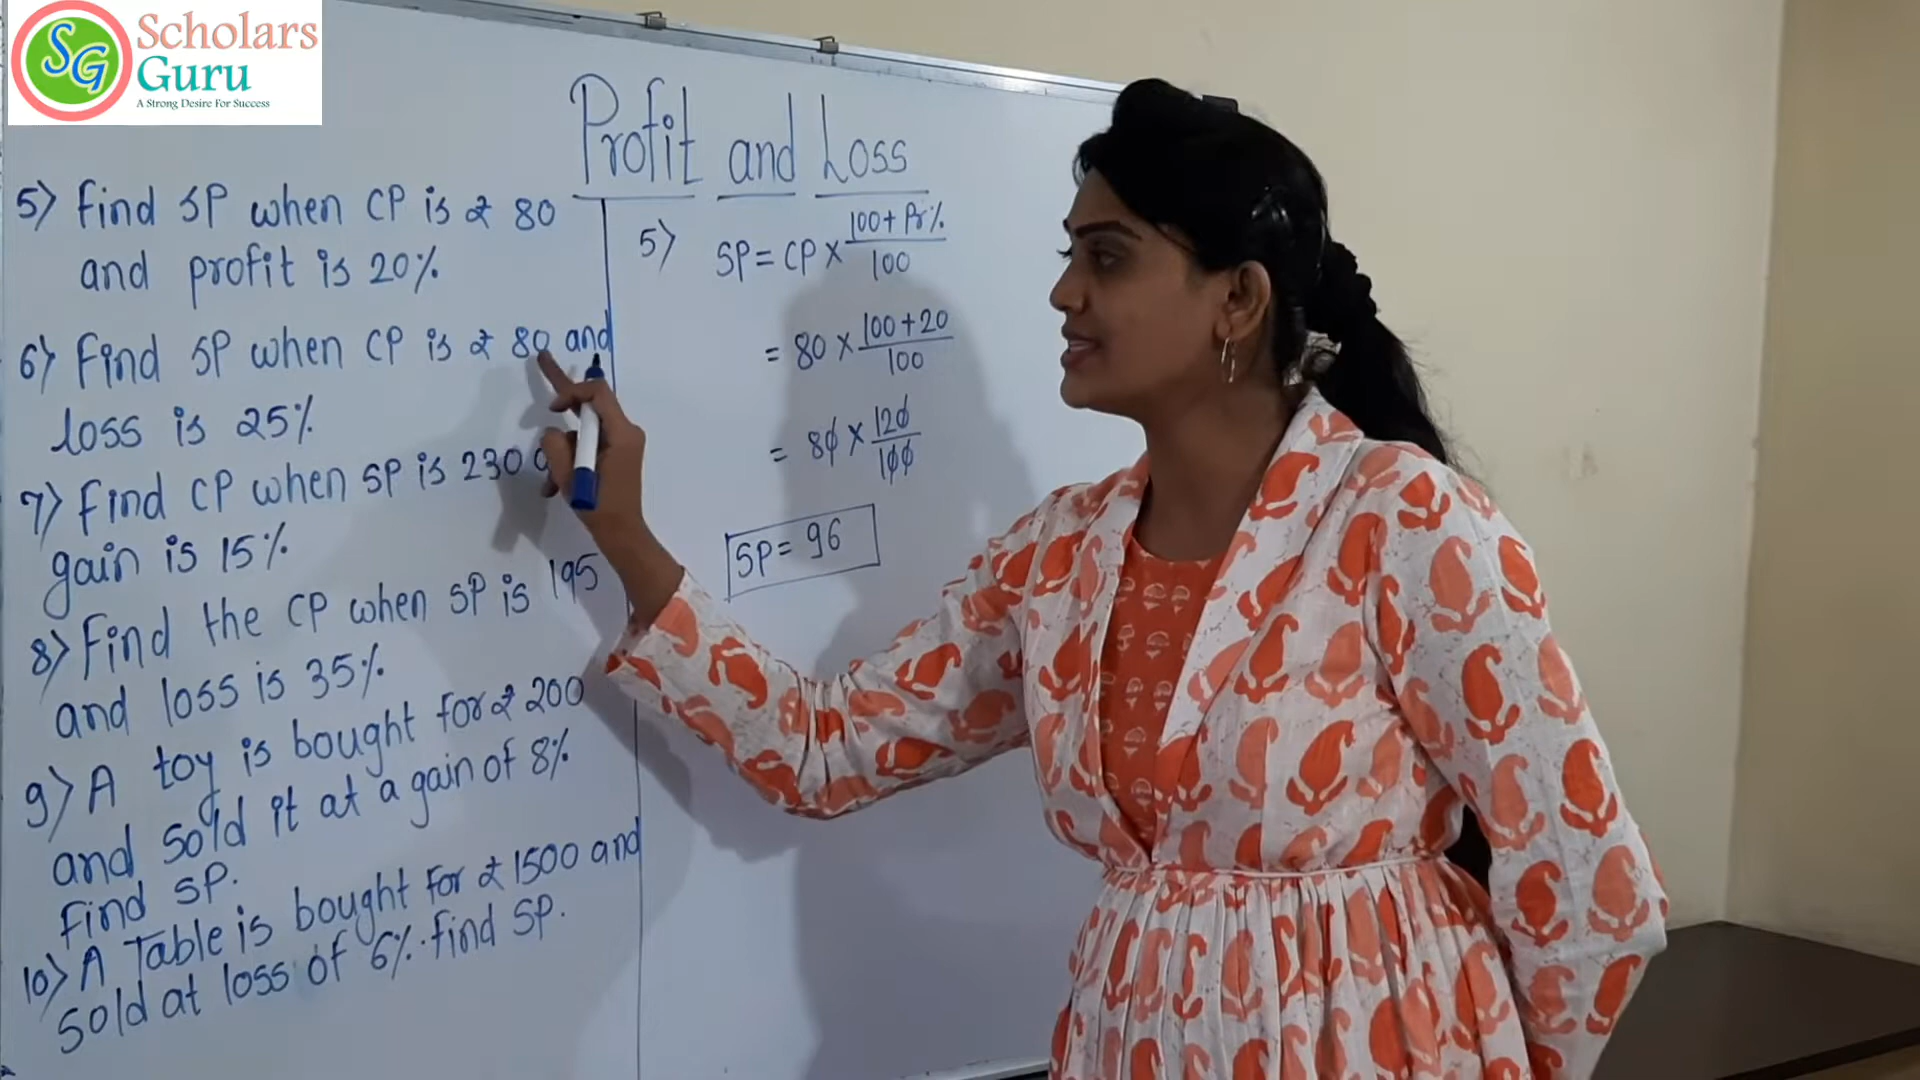 SG
Scholars
Guru
A Strong Desire For Success
Profit and Loss
5) Find SP when CP is ₹ 80
and profit is 20%
6) Find SP when CP is ₹ 80 and
loss is 25%
7) Find CP when SP is 230
gain is 15%
8) Find the CP when SP is 195
and loss is 35%
9) A toy is bought for ₹ 200
and sold it at a gain of 8%
Find SP.
10) A Table is bought for ₹ 1500 and
sold at loss of 6%. find SP.
5) SP = CP × (100 + Pr%)/100
= 80 × (100 + 20)/100
= 80 × 120/100
SP = 96